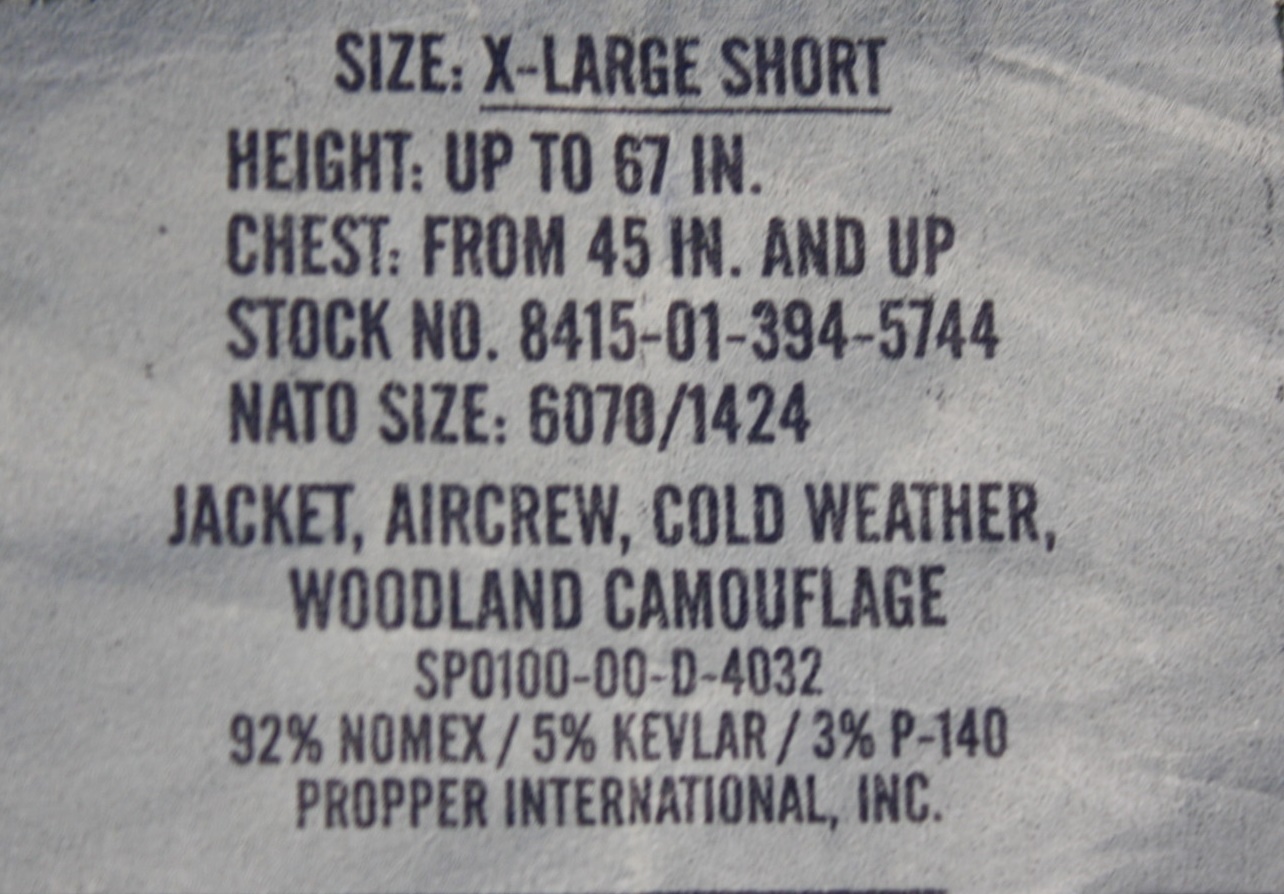 SIZE: X-LARGE SHORT
HEIGHT: UP TO 67 IN.
CHEST: FROM 45 IN. AND UP
STOCK NO. 8415-01-394-5744
NATO SIZE: 6070/1424
JACKET, AIRCREW, COLD WEATHER,
WOODLAND CAMOUFLAGE
SP0100-00-D-4032
92% NOMEX / 5% KEVLAR / 3% P-140
PROPPER INTERNATIONAL, INC.